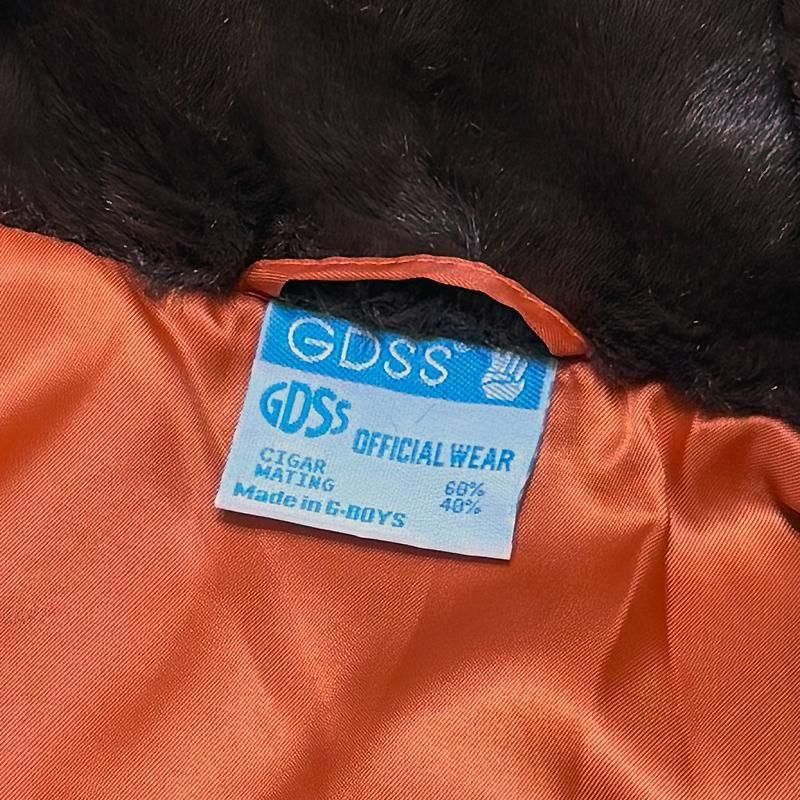 GDSS®
GDSS OFFICIAL WEAR
CIGAR 60%
MATING 40%
Made in G-BOYS